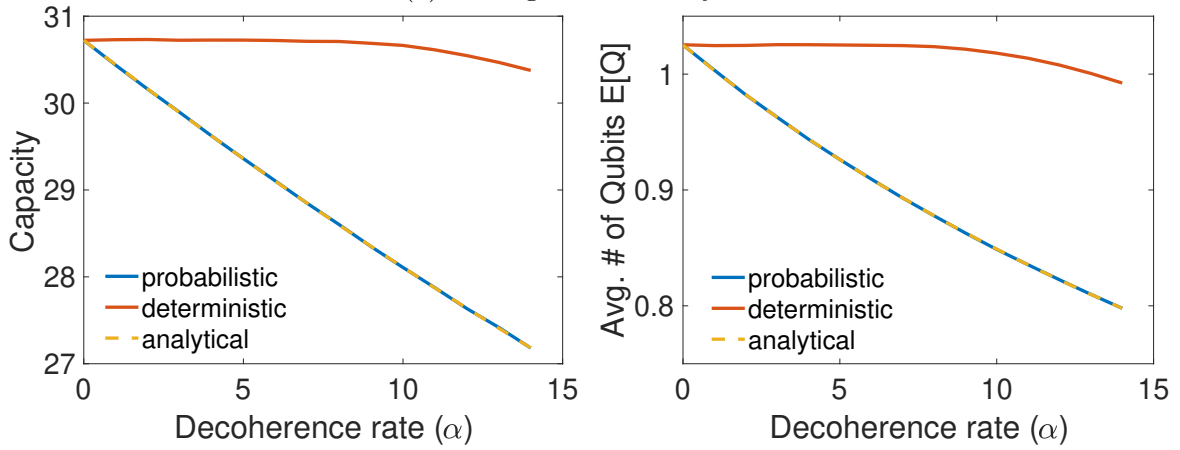 31
30
29
28
27
Capacity
probabilistic
deterministic
analytical
0 5 10 15
Decoherence rate (α)
1
0.9
0.8
Avg. # of Qubits E[Q]
probabilistic
deterministic
analytical
0 5 10 15
Decoherence rate (α)